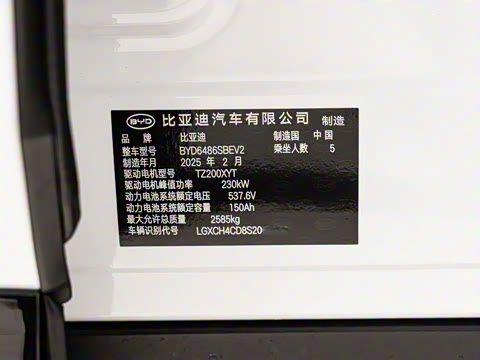 BYD 比亚迪汽车有限公司 制造
品牌 比亚迪 制造国 中国
整车型号 BYD6486SBEV2 乘坐人数 5
制造年月 2025 年 2 月
驱动电机型号 TZ200XYT
驱动电机峰值功率 230kW
动力电池系统额定电压 537.6V
动力电池系统额定容量 150Ah
最大允许总质量 2585kg
车辆识别代号 LGXCH4CD8S20